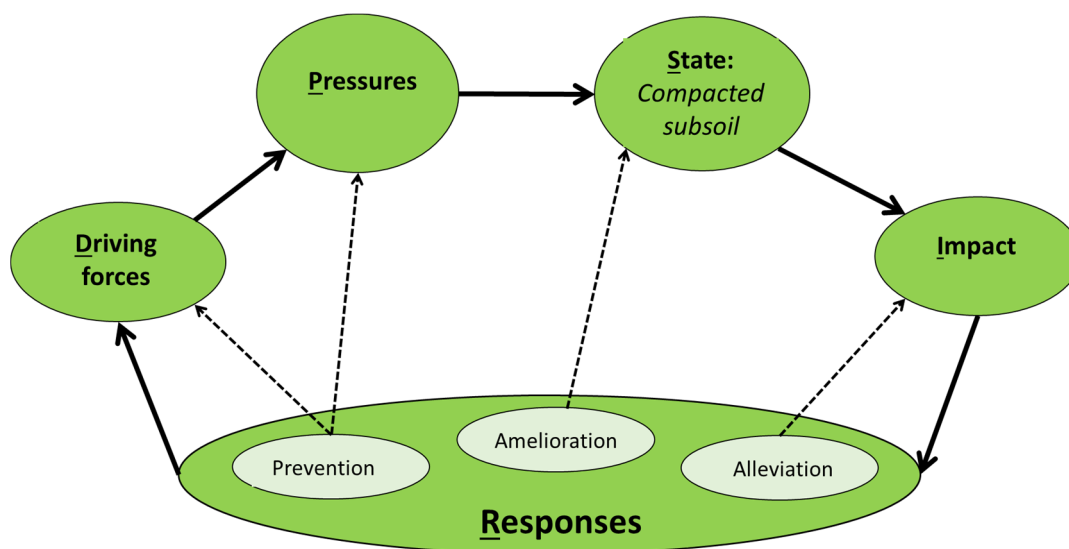 Pressures
State:
Compacted
subsoil
Driving
forces
Impact
Prevention
Amelioration
Alleviation
Responses